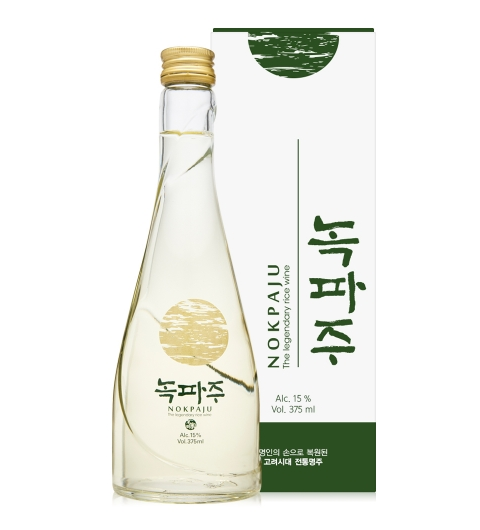 녹파주
NOKPAJU
The legendary rice wine
Alc.15%
Vol.375ml
녹파주
NOKPAJU
The legendary rice wine
Alc. 15 %
Vol. 375 ml
명인의 손으로 복원된
고려시대 전통명주